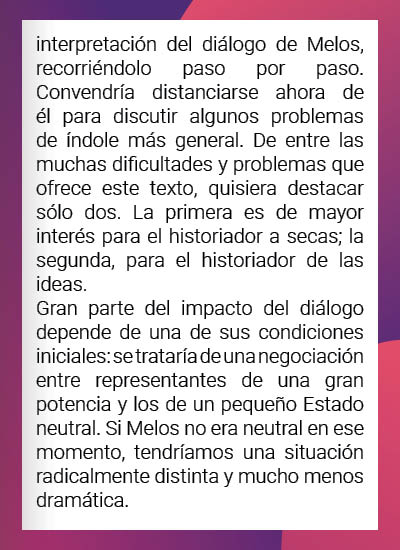 interpretación del diálogo de Melos,
recorriéndolo paso por paso.
Convendría distanciarse ahora de
él para discutir algunos problemas
de índole más general. De entre las
muchas dificultades y problemas que
ofrece este texto, quisiera destacar
sólo dos. La primera es de mayor
interés para el historiador a secas; la
segunda, para el historiador de las
ideas.
Gran parte del impacto del diálogo
depende de una de sus condiciones
iniciales: se trataría de una negociación
entre representantes de una gran
potencia y los de un pequeño Estado
neutral. Si Melos no era neutral en ese
momento, tendríamos una situación
radicalmente distinta y mucho menos
dramática.